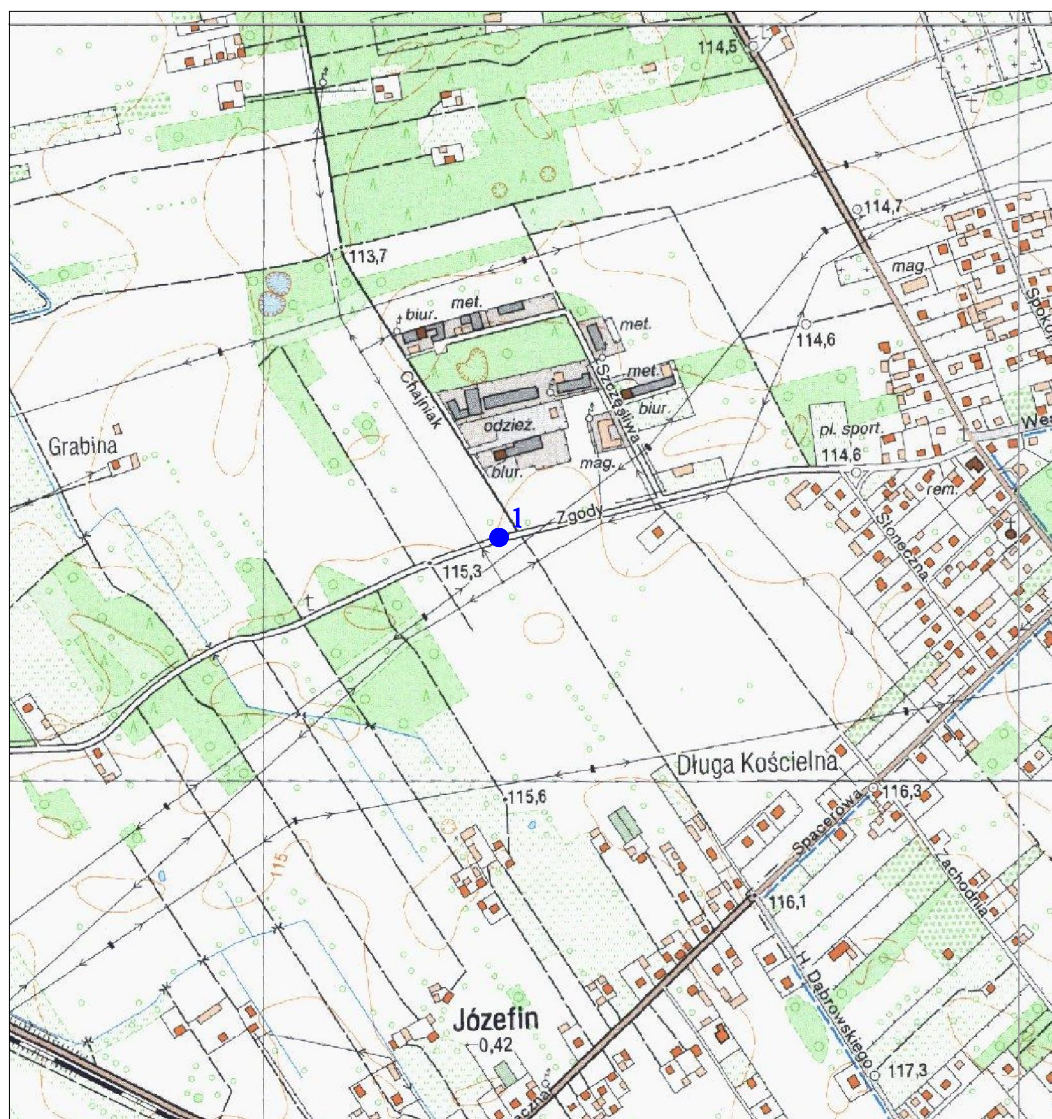 114,5
114,7
113,7
mag.
met.
biur.
met.
114,6
Chajniak
Szczęśliwa
met.
biur.
odzież.
Grabina
pl. sport.
114,6
biur.
mag.
rem.
1
Zgody
Słoneczna
115,3
Długa Kościelna
116,3
115,6
Spacerowa
115
Zachodnia
116,1
H. Dąbrowskiego
Józefin
0,42
117,3